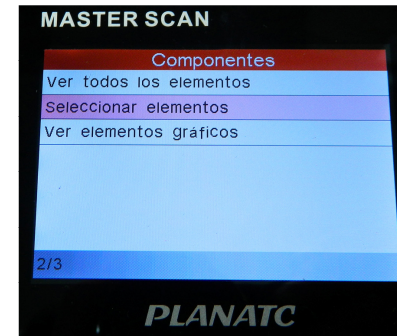 MASTER SCAN
Componentes
Ver todos los elementos
Seleccionar elementos
Ver elementos gráficos
2/3
PLANATC